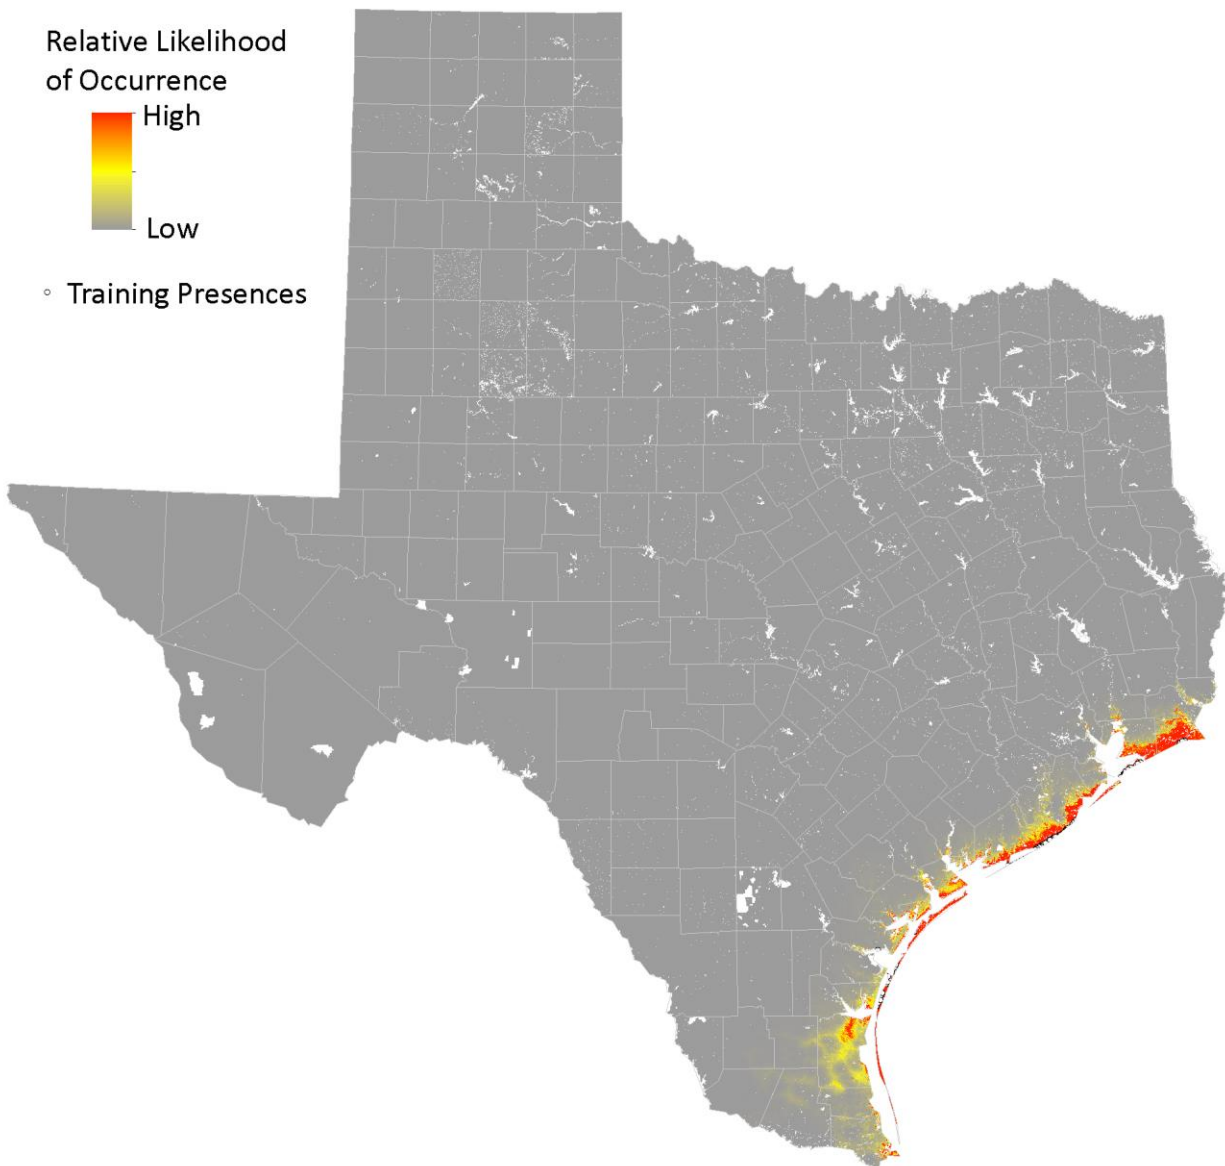 Relative Likelihood
of Occurrence
High
Low
Training Presences